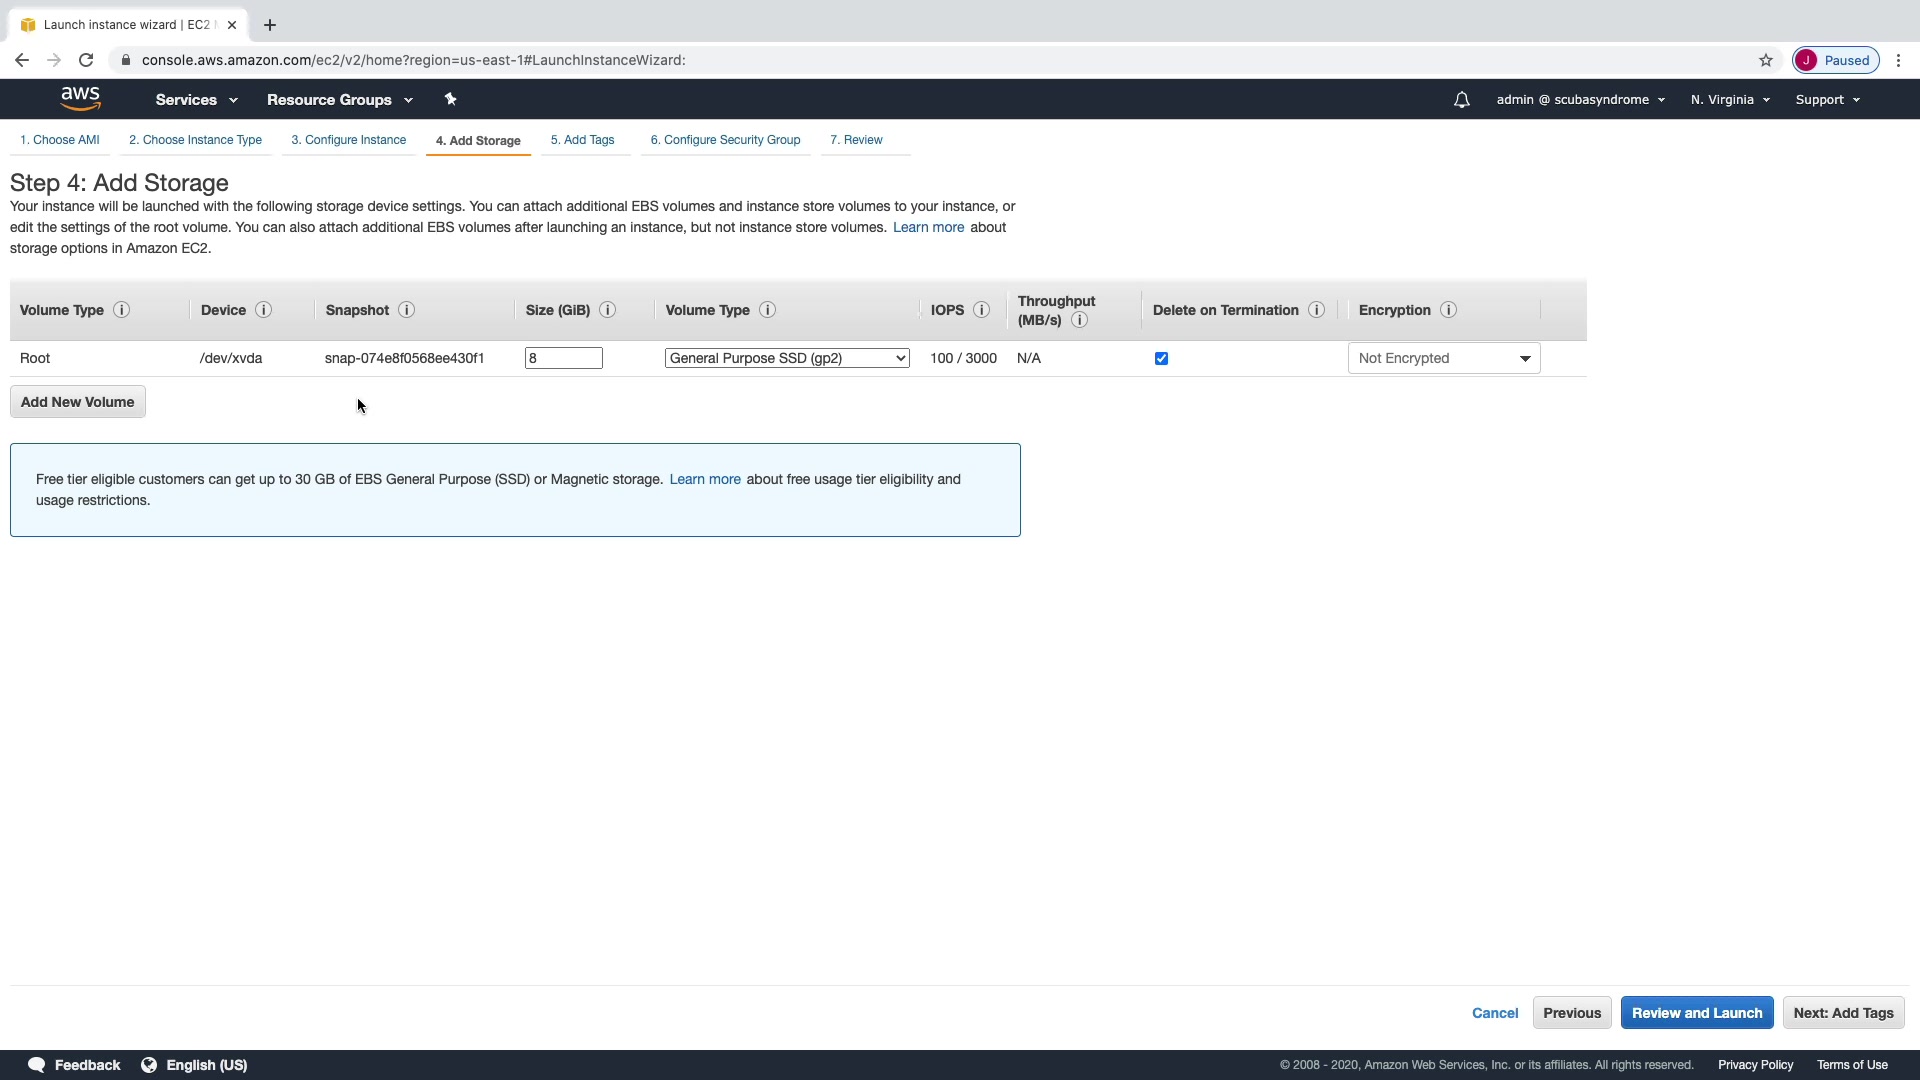 Launch instance wizard | EC2
console.aws.amazon.com/ec2/v2/home?region=us-east-1#LaunchInstanceWizard:
J Paused
aws Services Resource Groups admin @ scubasyndrome N. Virginia Support
1. Choose AMI 2. Choose Instance Type 3. Configure Instance 4. Add Storage 5. Add Tags 6. Configure Security Group 7. Review
Step 4: Add Storage
Your instance will be launched with the following storage device settings. You can attach additional EBS volumes and instance store volumes to your instance, or
edit the settings of the root volume. You can also attach additional EBS volumes after launching an instance, but not instance store volumes. Learn more about
storage options in Amazon EC2.
Volume Type i Device i Snapshot i Size (GiB) i Volume Type i IOPS i Throughput (MB/s) i Delete on Termination i Encryption i
Root /dev/xvda snap-074e8f0568ee430f1 8 General Purpose SSD (gp2) 100 / 3000 N/A Not Encrypted
Add New Volume
Free tier eligible customers can get up to 30 GB of EBS General Purpose (SSD) or Magnetic storage. Learn more about free usage tier eligibility and
usage restrictions.
Cancel Previous Review and Launch Next: Add Tags
Feedback English (US) © 2008 - 2020, Amazon Web Services, Inc. or its affiliates. All rights reserved. Privacy Policy Terms of Use